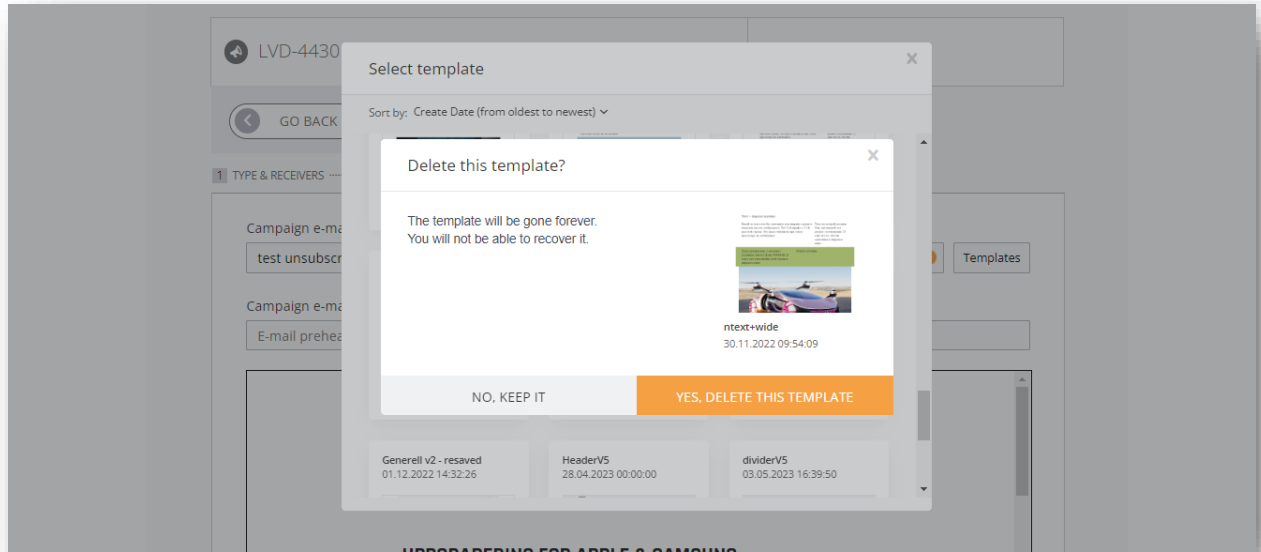 LVD-4430
Select template
Sort by: Create Date (from oldest to newest)
GO BACK
1 TYPE & RECEIVERS
Delete this template?
The template will be gone forever.
You will not be able to recover it.
ntext+wide
30.11.2022 09:54:09
NO, KEEP IT
YES, DELETE THIS TEMPLATE
Campaign e-ma
test unsubscr
Templates
Campaign e-ma
E-mail prehea
Generell v2 - resaved
01.12.2022 14:32:26
HeaderV5
28.04.2023 00:00:00
dividerV5
03.05.2023 16:39:50
UPPGRADERING FOR APPLE & SAMSUNG